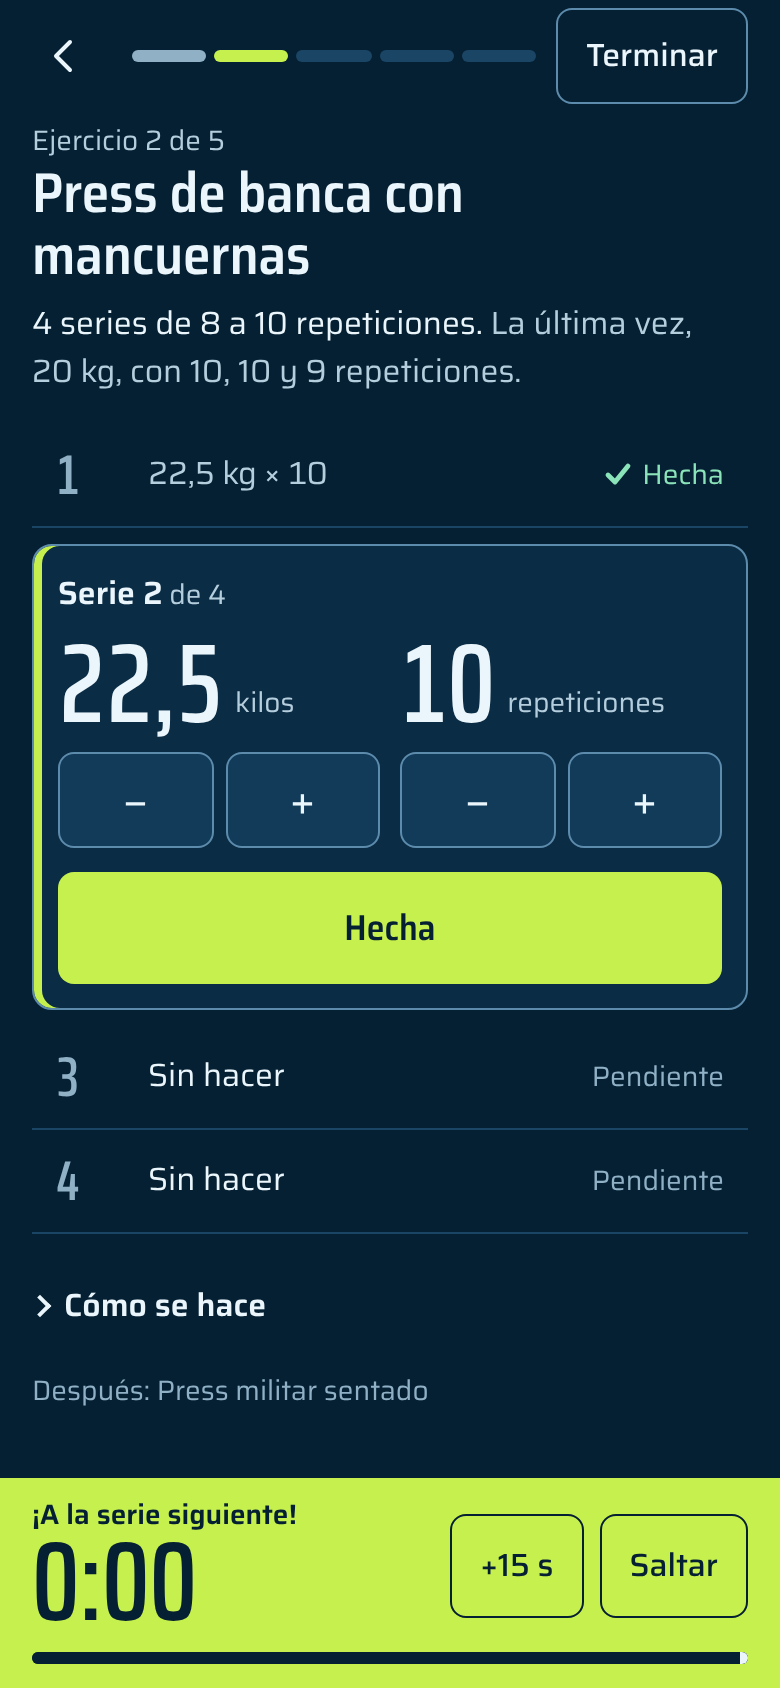 Terminar
Ejercicio 2 de 5
Press de banca con
mancuernas
4 series de 8 a 10 repeticiones. La última vez,
20 kg, con 10, 10 y 9 repeticiones.
1 22,5 kg × 10 Hecha
Serie 2 de 4
22,5 kilos 10 repeticiones
− + − +
Hecha
3 Sin hacer Pendiente
4 Sin hacer Pendiente
Cómo se hace
Después: Press militar sentado
¡A la serie siguiente!
0:00 +15 s Saltar